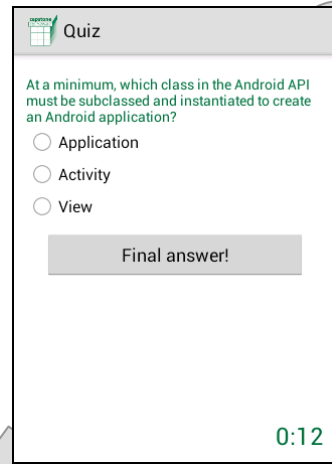 capstone
Quiz
At a minimum, which class in the Android API
must be subclassed and instantiated to create
an Android application?
Application
Activity
View
Final answer!
0:12